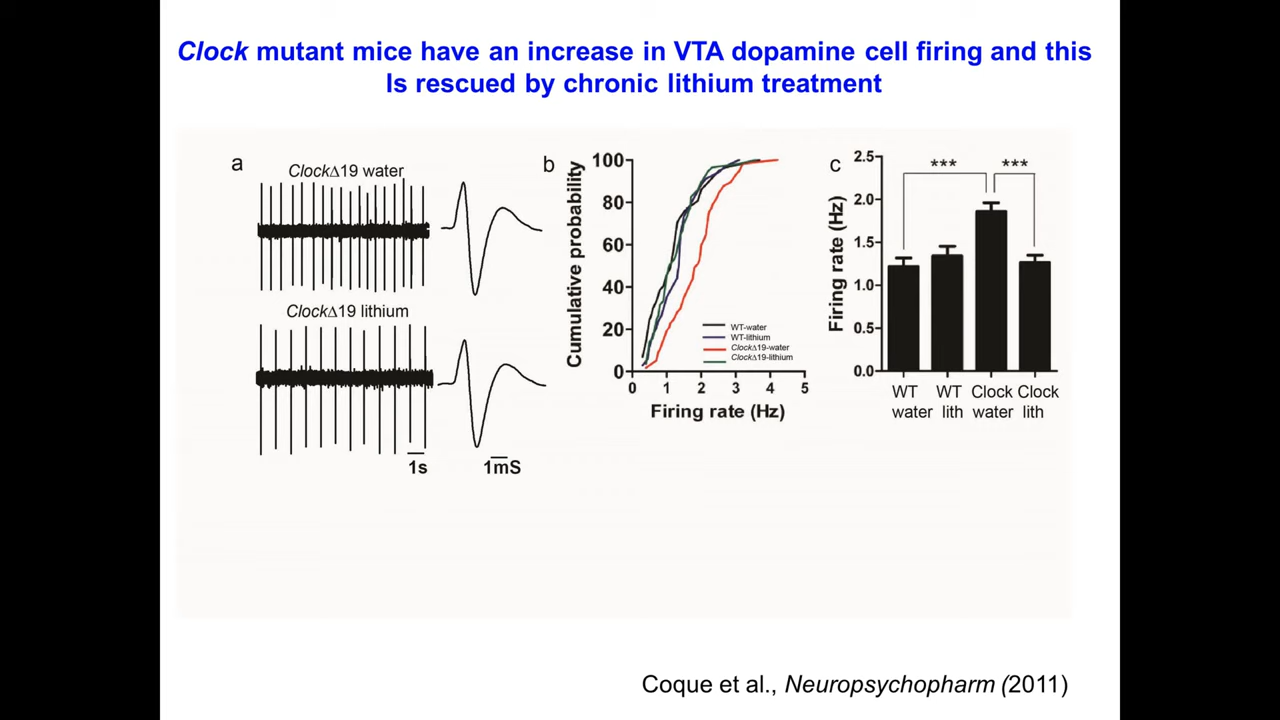 Clock mutant mice have an increase in VTA dopamine cell firing and this
Is rescued by chronic lithium treatment
a
ClockΔ19 water
ClockΔ19 lithium
1s
1mS
b
Cumulative probability
100
80
60
40
20
0
0 1 2 3 4 5
Firing rate (Hz)
WT-water
WT-lithium
ClockΔ19-water
ClockΔ19-lithium
c
Firing rate (Hz)
2.5
2.0
1.5
1.0
0.5
0.0
*** ***
WT WT Clock Clock
water lith water lith
Coque et al., Neuropsychopharm (2011)